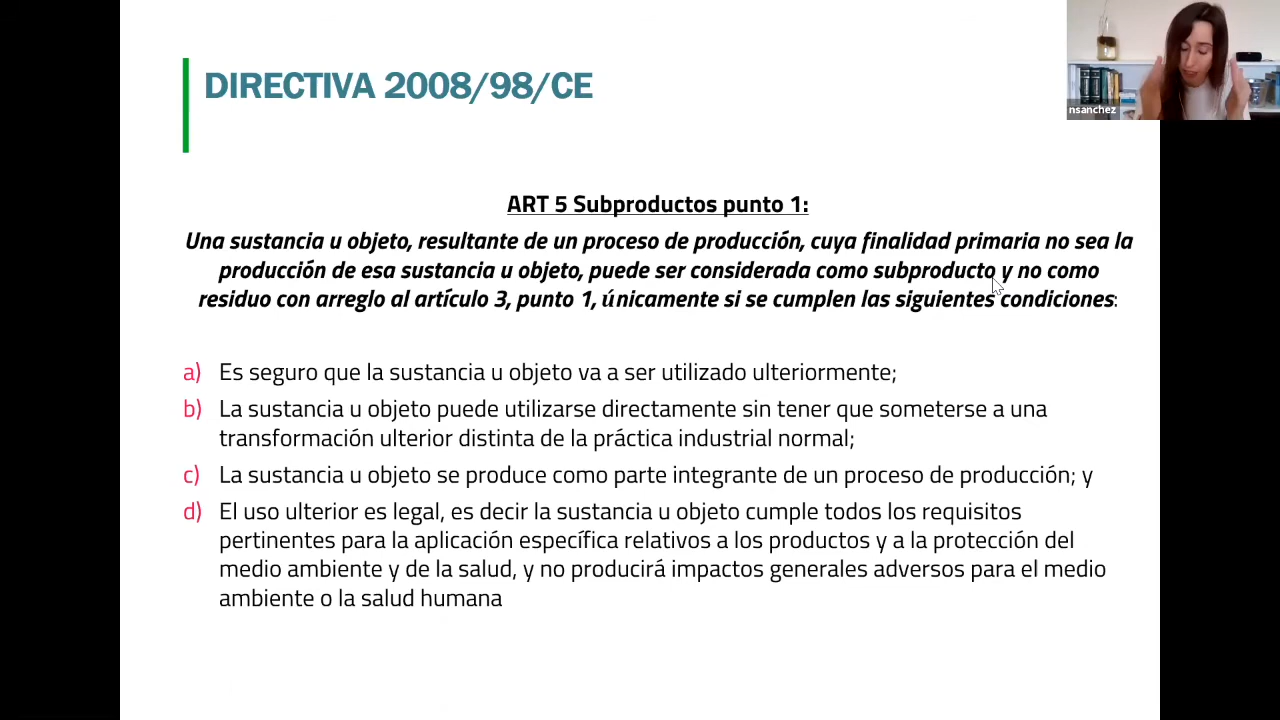 DIRECTIVA 2008/98/CE
nsanchez
ART 5 Subproductos punto 1:
Una sustancia u objeto, resultante de un proceso de producción, cuya finalidad primaria no sea la
producción de esa sustancia u objeto, puede ser considerada como subproducto y no como
residuo con arreglo al artículo 3, punto 1, únicamente si se cumplen las siguientes condiciones:
a) Es seguro que la sustancia u objeto va a ser utilizado ulteriormente;
b) La sustancia u objeto puede utilizarse directamente sin tener que someterse a una
transformación ulterior distinta de la práctica industrial normal;
c) La sustancia u objeto se produce como parte integrante de un proceso de producción; y
d) El uso ulterior es legal, es decir la sustancia u objeto cumple todos los requisitos
pertinentes para la aplicación específica relativos a los productos y a la protección del
medio ambiente y de la salud, y no producirá impactos generales adversos para el medio
ambiente o la salud humana